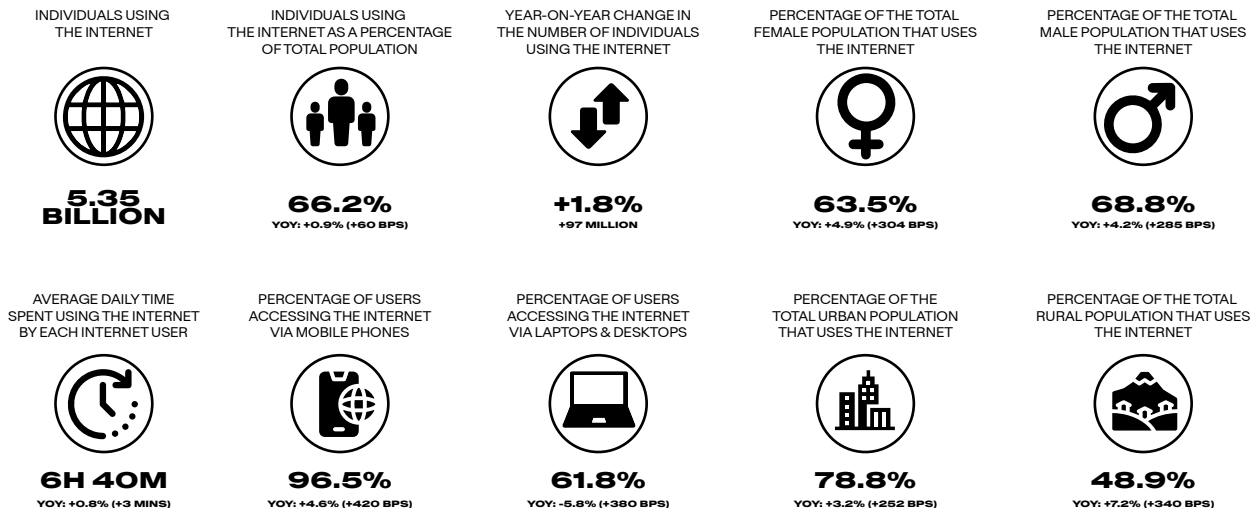 INDIVIDUALS USING
THE INTERNET
5.35
BILLION
INDIVIDUALS USING
THE INTERNET AS A PERCENTAGE
OF TOTAL POPULATION
66.2%
YOY: +0.9% (+60 BPS)
YEAR-ON-YEAR CHANGE IN
THE NUMBER OF INDIVIDUALS
USING THE INTERNET
+1.8%
+97 MILLION
PERCENTAGE OF THE TOTAL
FEMALE POPULATION THAT USES
THE INTERNET
63.5%
YOY: +4.9% (+304 BPS)
PERCENTAGE OF THE TOTAL
MALE POPULATION THAT USES
THE INTERNET
68.8%
YOY: +4.2% (+285 BPS)
AVERAGE DAILY TIME
SPENT USING THE INTERNET
BY EACH INTERNET USER
6H 40M
YOY: +0.8% (+3 MINS)
PERCENTAGE OF USERS
ACCESSING THE INTERNET
VIA MOBILE PHONES
96.5%
YOY: +4.6% (+420 BPS)
PERCENTAGE OF USERS
ACCESSING THE INTERNET
VIA LAPTOPS & DESKTOPS
61.8%
YOY: -5.8% (+380 BPS)
PERCENTAGE OF THE
TOTAL URBAN POPULATION
THAT USES THE INTERNET
78.8%
YOY: +3.2% (+252 BPS)
PERCENTAGE OF THE TOTAL
RURAL POPULATION THAT USES
THE INTERNET
48.9%
YOY: +7.2% (+340 BPS)